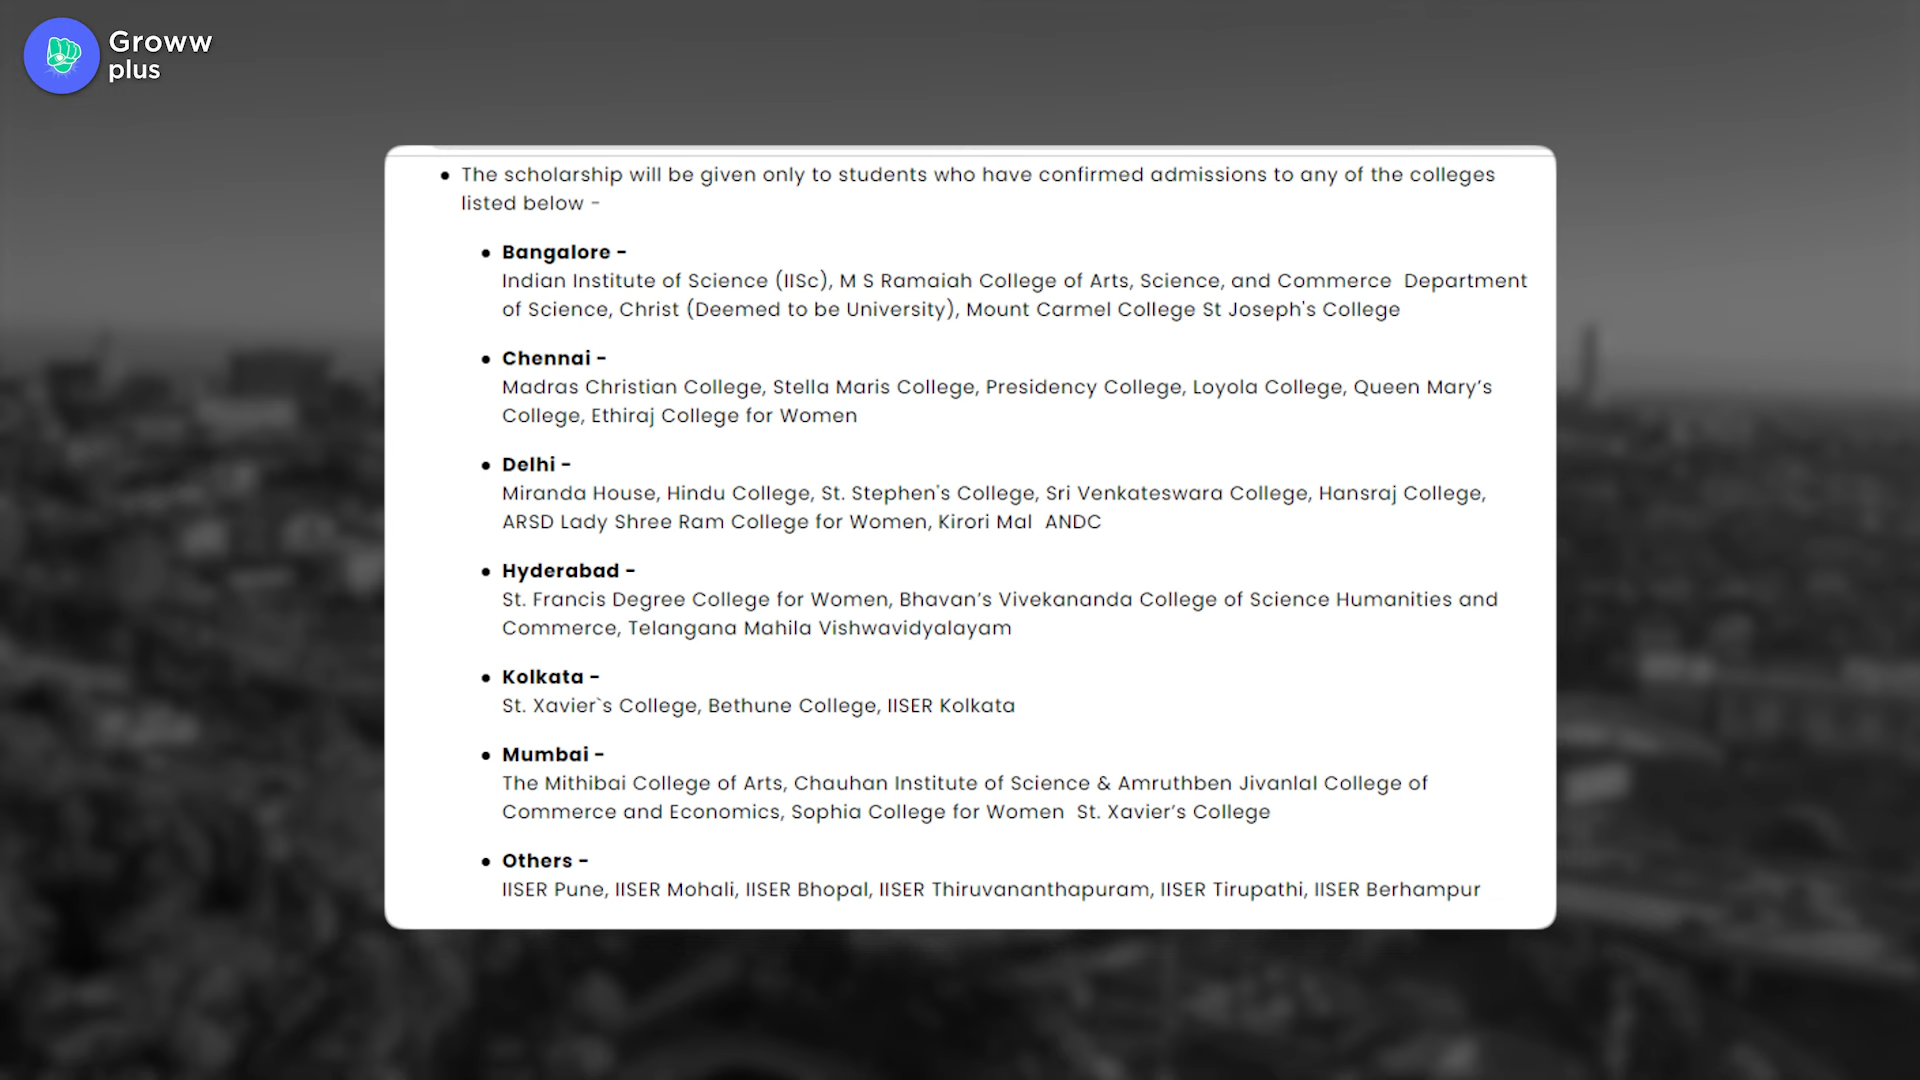 Groww
plus
• The scholarship will be given only to students who have confirmed admissions to any of the colleges
listed below -
• Bangalore -
Indian Institute of Science (IISc), M S Ramaiah College of Arts, Science, and Commerce  Department
of Science, Christ (Deemed to be University), Mount Carmel College St Joseph's College
• Chennai -
Madras Christian College, Stella Maris College, Presidency College, Loyola College, Queen Mary’s
College, Ethiraj College for Women
• Delhi -
Miranda House, Hindu College, St. Stephen's College, Sri Venkateswara College, Hansraj College,
ARSD Lady Shree Ram College for Women, Kirori Mal  ANDC
• Hyderabad -
St. Francis Degree College for Women, Bhavan’s Vivekananda College of Science Humanities and
Commerce, Telangana Mahila Vishwavidyalayam
• Kolkata -
St. Xavier`s College, Bethune College, IISER Kolkata
• Mumbai -
The Mithibai College of Arts, Chauhan Institute of Science & Amruthben Jivanlal College of
Commerce and Economics, Sophia College for Women  St. Xavier’s College
• Others -
IISER Pune, IISER Mohali, IISER Bhopal, IISER Thiruvananthapuram, IISER Tirupathi, IISER Berhampur